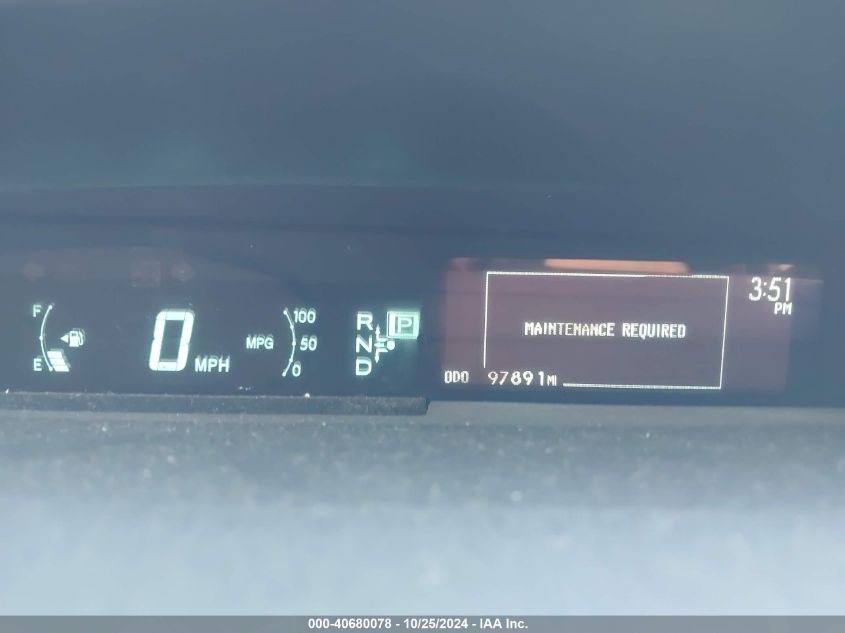 F
E
0 MPH
MPG
100
50
0
R P
N
D
MAINTENANCE REQUIRED
3:51
PM
ODO 97891 MI
000-40680078 - 10/25/2024 - IAA Inc.